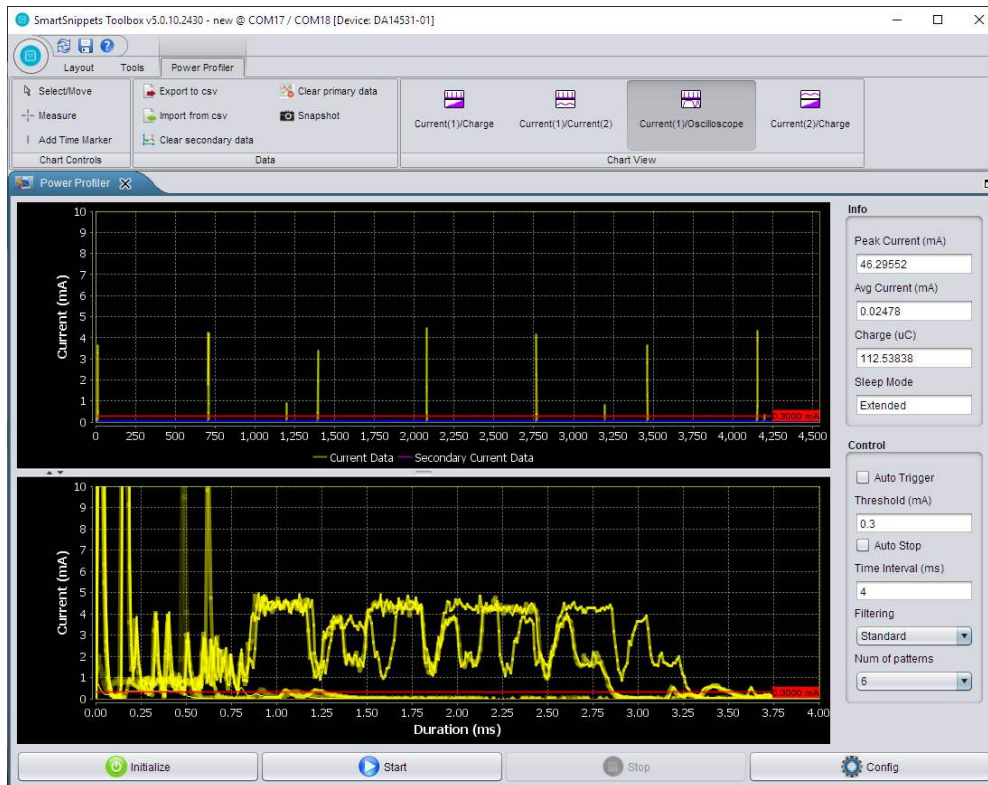 SmartSnippets Toolbox v5.0.10.2430 - new @ COM17 / COM18 [Device: DA14531-01]
Layout Tools Power Profiler
Select/Move
Measure
Add Time Marker
Chart Controls
Export to csv
Import from csv
Clear secondary data
Clear primary data
Snapshot
Data
Current(1)/Charge
Current(1)/Current(2)
Current(1)/Oscilloscope
Current(2)/Charge
Chart View
Power Profiler
Current (mA)
10
9
8
7
6
5
4
3
2
1
0
0.3000 mA
0 250 500 750 1,000 1,250 1,500 1,750 2,000 2,250 2,500 2,750 3,000 3,250 3,500 3,750 4,000 4,250 4,500
Current Data Secondary Current Data
Current (mA)
10
9
8
7
6
5
4
3
2
1
0
0.3000 mA
0.00 0.25 0.50 0.75 1.00 1.25 1.50 1.75 2.00 2.25 2.50 2.75 3.00 3.25 3.50 3.75 4.00
Duration (ms)
Info
Peak Current (mA)
46.29552
Avg Current (mA)
0.02478
Charge (uC)
112.53838
Sleep Mode
Extended
Control
Auto Trigger
Threshold (mA)
0.3
Auto Stop
Time Interval (ms)
4
Filtering
Standard
Num of patterns
6
Initialize Start Stop Config